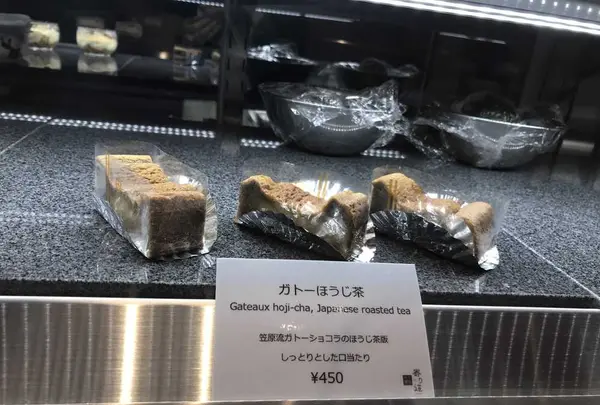 ガトーほうじ茶
Gateaux hoji-cha, Japanese roasted tea
笠原流ガトーショコラのほうじ茶版
しっとりとした口当たり
¥450